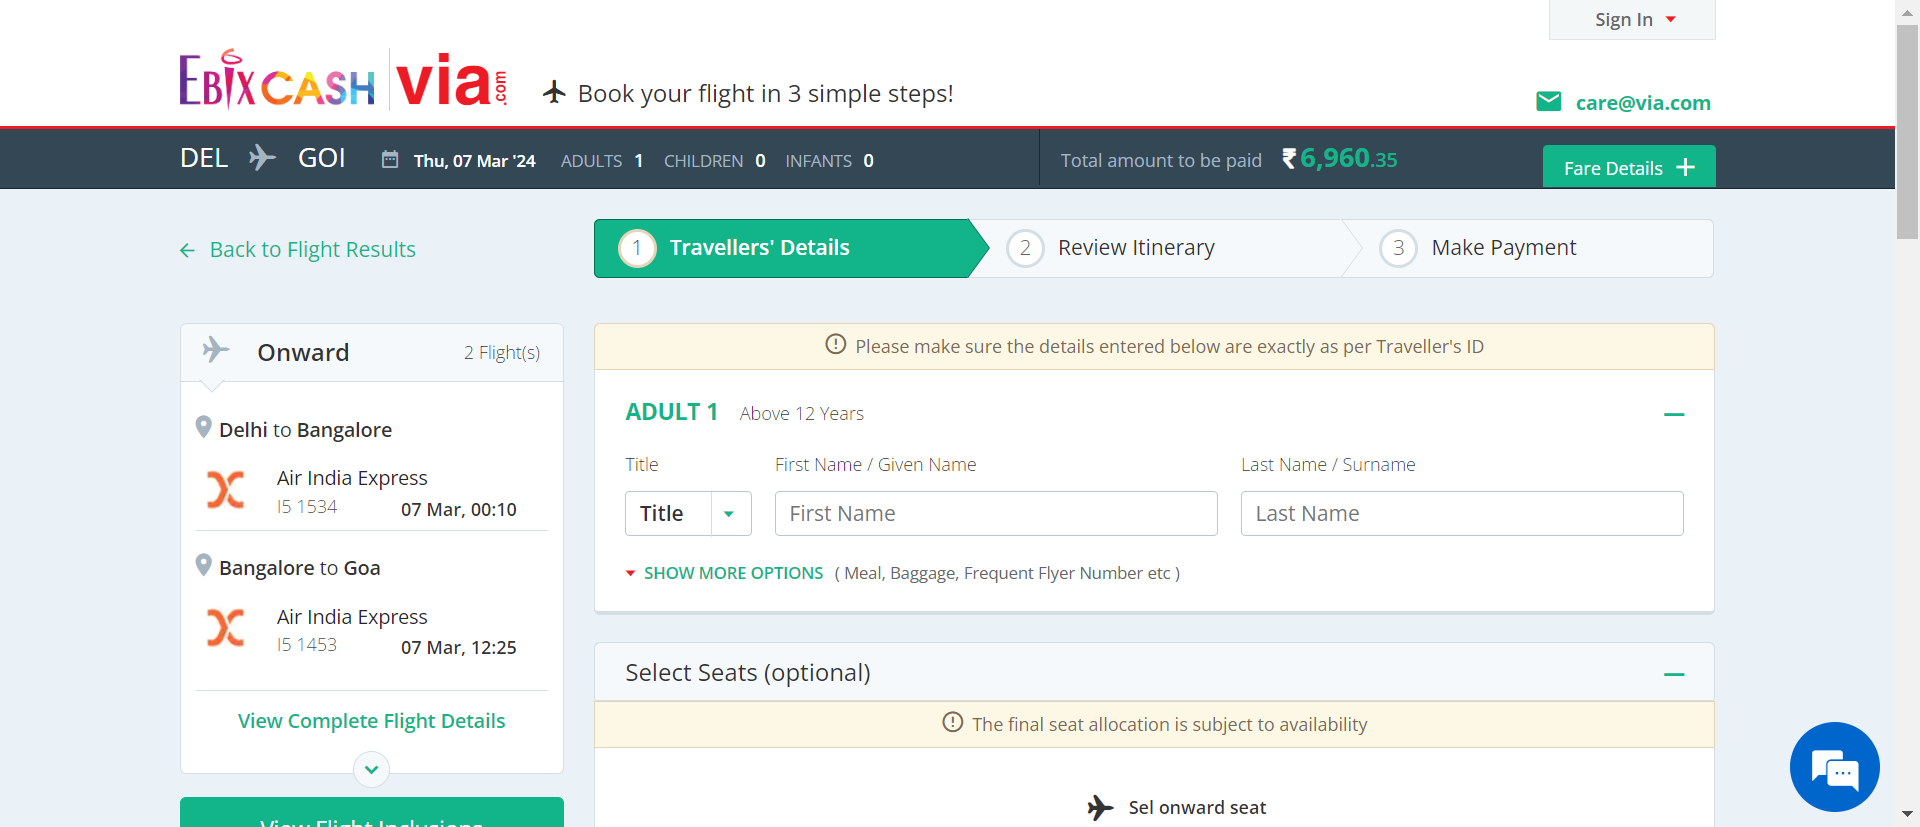 Sign In
EBIXCASH via.com
Book your flight in 3 simple steps!
care@via.com
DEL GOI Thu, 07 Mar '24 ADULTS 1 CHILDREN 0 INFANTS 0 Total amount to be paid ₹6,960.35 Fare Details +
Back to Flight Results
1 Travellers' Details 2 Review Itinerary 3 Make Payment
Onward 2 Flight(s)
Delhi to Bangalore
Air India Express
I5 1534 07 Mar, 00:10
Bangalore to Goa
Air India Express
I5 1453 07 Mar, 12:25
View Complete Flight Details
View Flight Inclusions
Please make sure the details entered below are exactly as per Traveller's ID
ADULT 1 Above 12 Years
Title First Name / Given Name Last Name / Surname
Title First Name Last Name
SHOW MORE OPTIONS ( Meal, Baggage, Frequent Flyer Number etc )
Select Seats (optional)
The final seat allocation is subject to availability
Sel onward seat